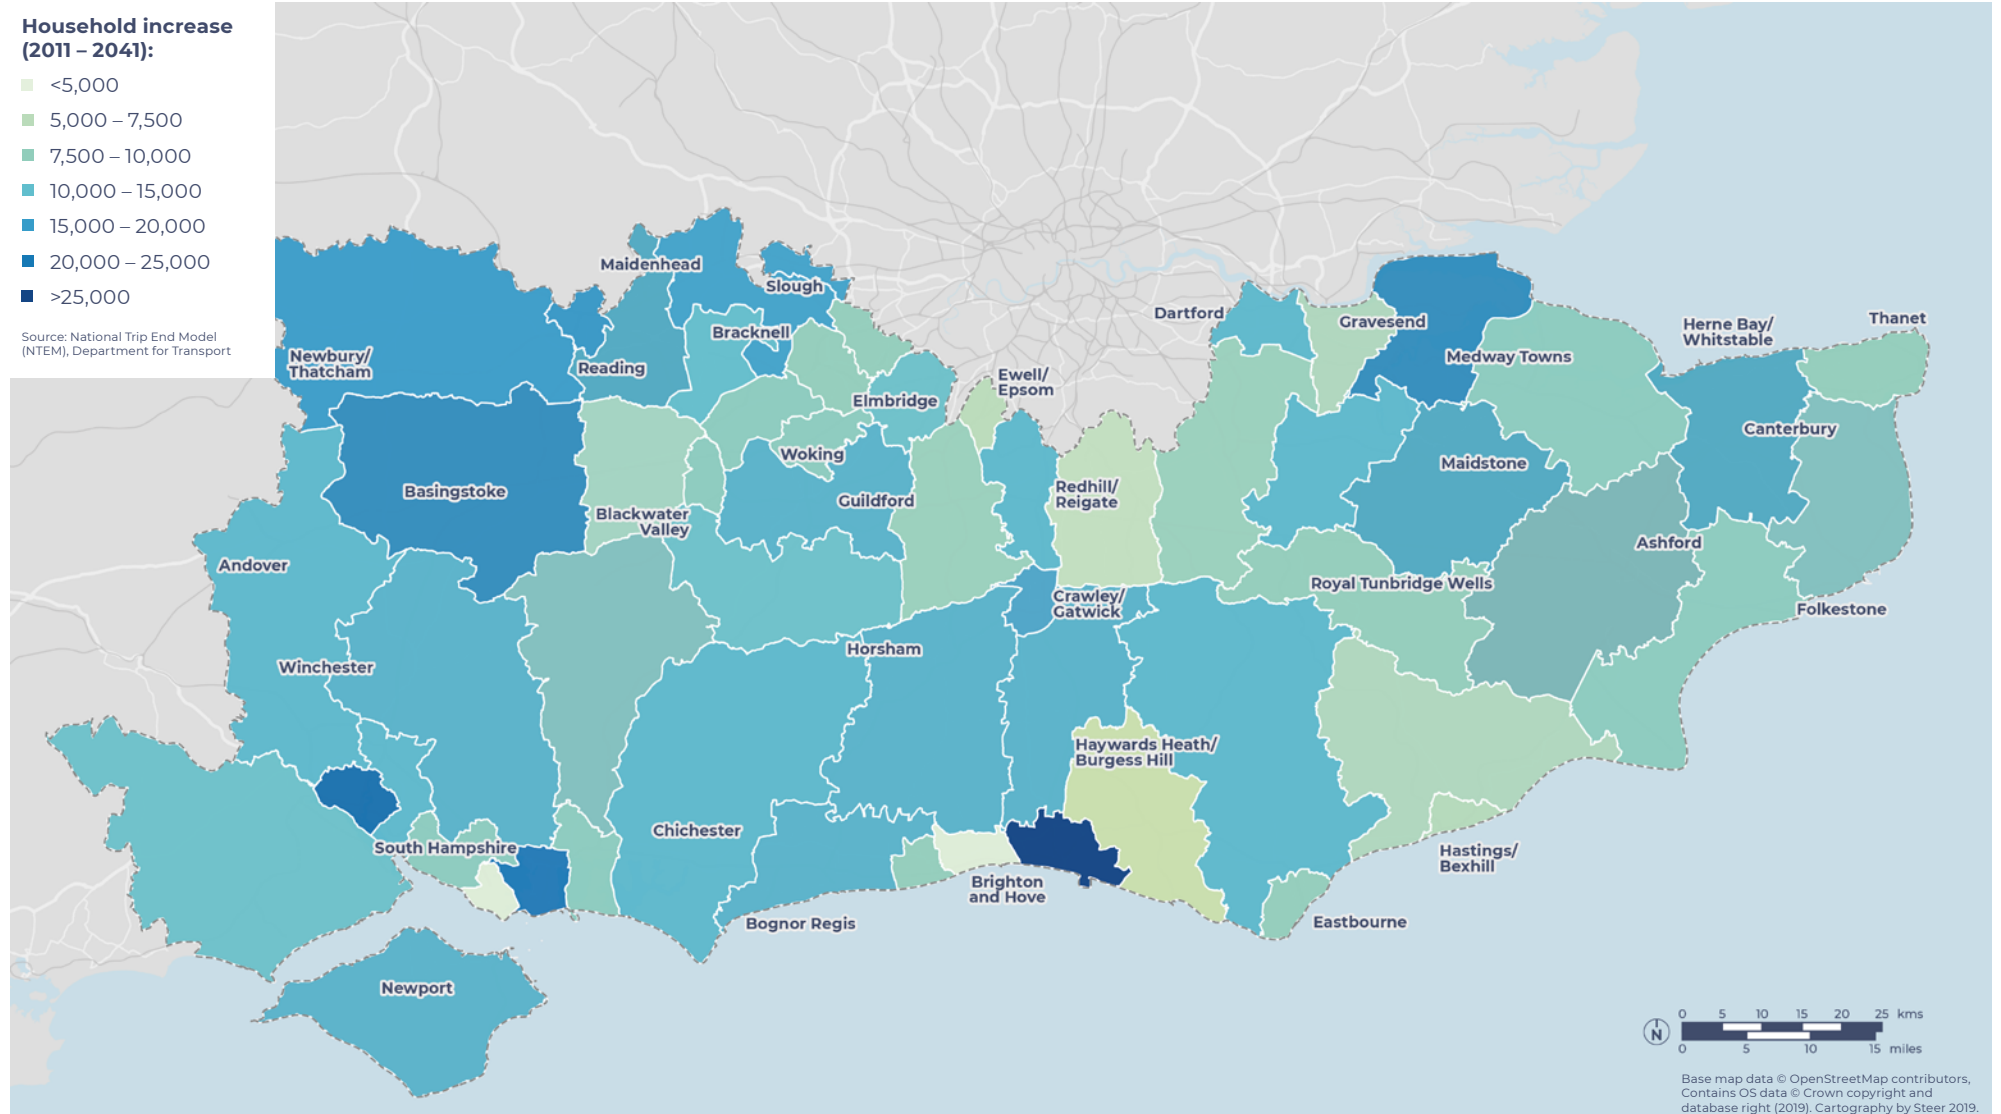 Household increase
(2011 – 2041):
<5,000
5,000 – 7,500
7,500 – 10,000
10,000 – 15,000
15,000 – 20,000
20,000 – 25,000
>25,000
Source: National Trip End Model
(NTEM), Department for Transport
Maidenhead
Slough
Dartford
Gravesend
Thanet
Herne Bay/
Whitstable
Bracknell
Newbury/
Thatcham
Reading
Medway Towns
Ewell/
Epsom
Elmbridge
Canterbury
Woking
Maidstone
Basingstoke
Guildford
Redhill/
Reigate
Blackwater
Valley
Ashford
Andover
Royal Tunbridge Wells
Crawley/
Gatwick
Folkestone
Horsham
Winchester
Haywards Heath/
Burgess Hill
Chichester
South Hampshire
Hastings/
Bexhill
Brighton
and Hove
Bognor Regis
Eastbourne
Newport
0 5 10 15 20 25 kms
N
0 5 10 15 miles
Base map data © OpenStreetMap contributors,
Contains OS data © Crown copyright and
database right (2019). Cartography by Steer 2019.